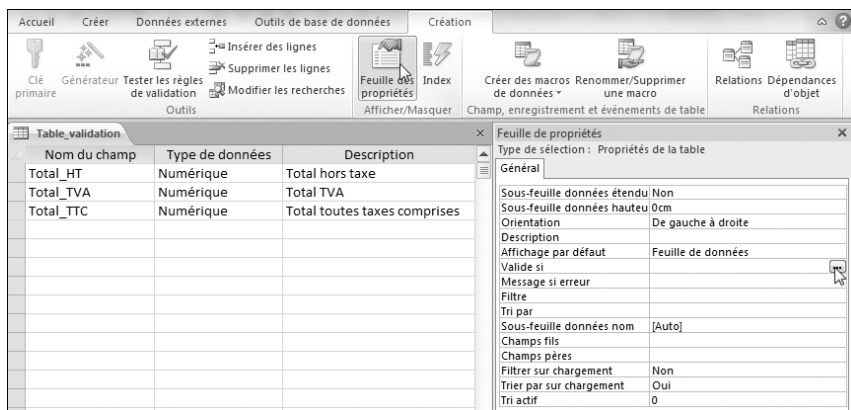 Accueil Créer Données externes Outils de base de données Création
Clé primaire
Générateur
Tester les règles de validation
Insérer des lignes
Supprimer les lignes
Modifier les recherches
Outils
Feuille des propriétés
Index
Afficher/Masquer
Créer des macros de données
Renommer/Supprimer une macro
Champ, enregistrement et événements de table
Relations
Dépendances d'objet
Relations
Table_validation
Nom du champ Type de données Description
Total_HT Numérique Total hors taxe
Total_TVA Numérique Total TVA
Total_TTC Numérique Total toutes taxes comprises
Feuille de propriétés
Type de sélection : Propriétés de la table
Général
Sous-feuille données étendu Non
Sous-feuille données hauteu 0cm
Orientation De gauche à droite
Description
Affichage par défaut Feuille de données
Valide si
Message si erreur
Filtre
Tri par
Sous-feuille données nom [Auto]
Champs fils
Champs pères
Filtrer sur chargement Non
Trier par sur chargement Oui
Tri actif 0